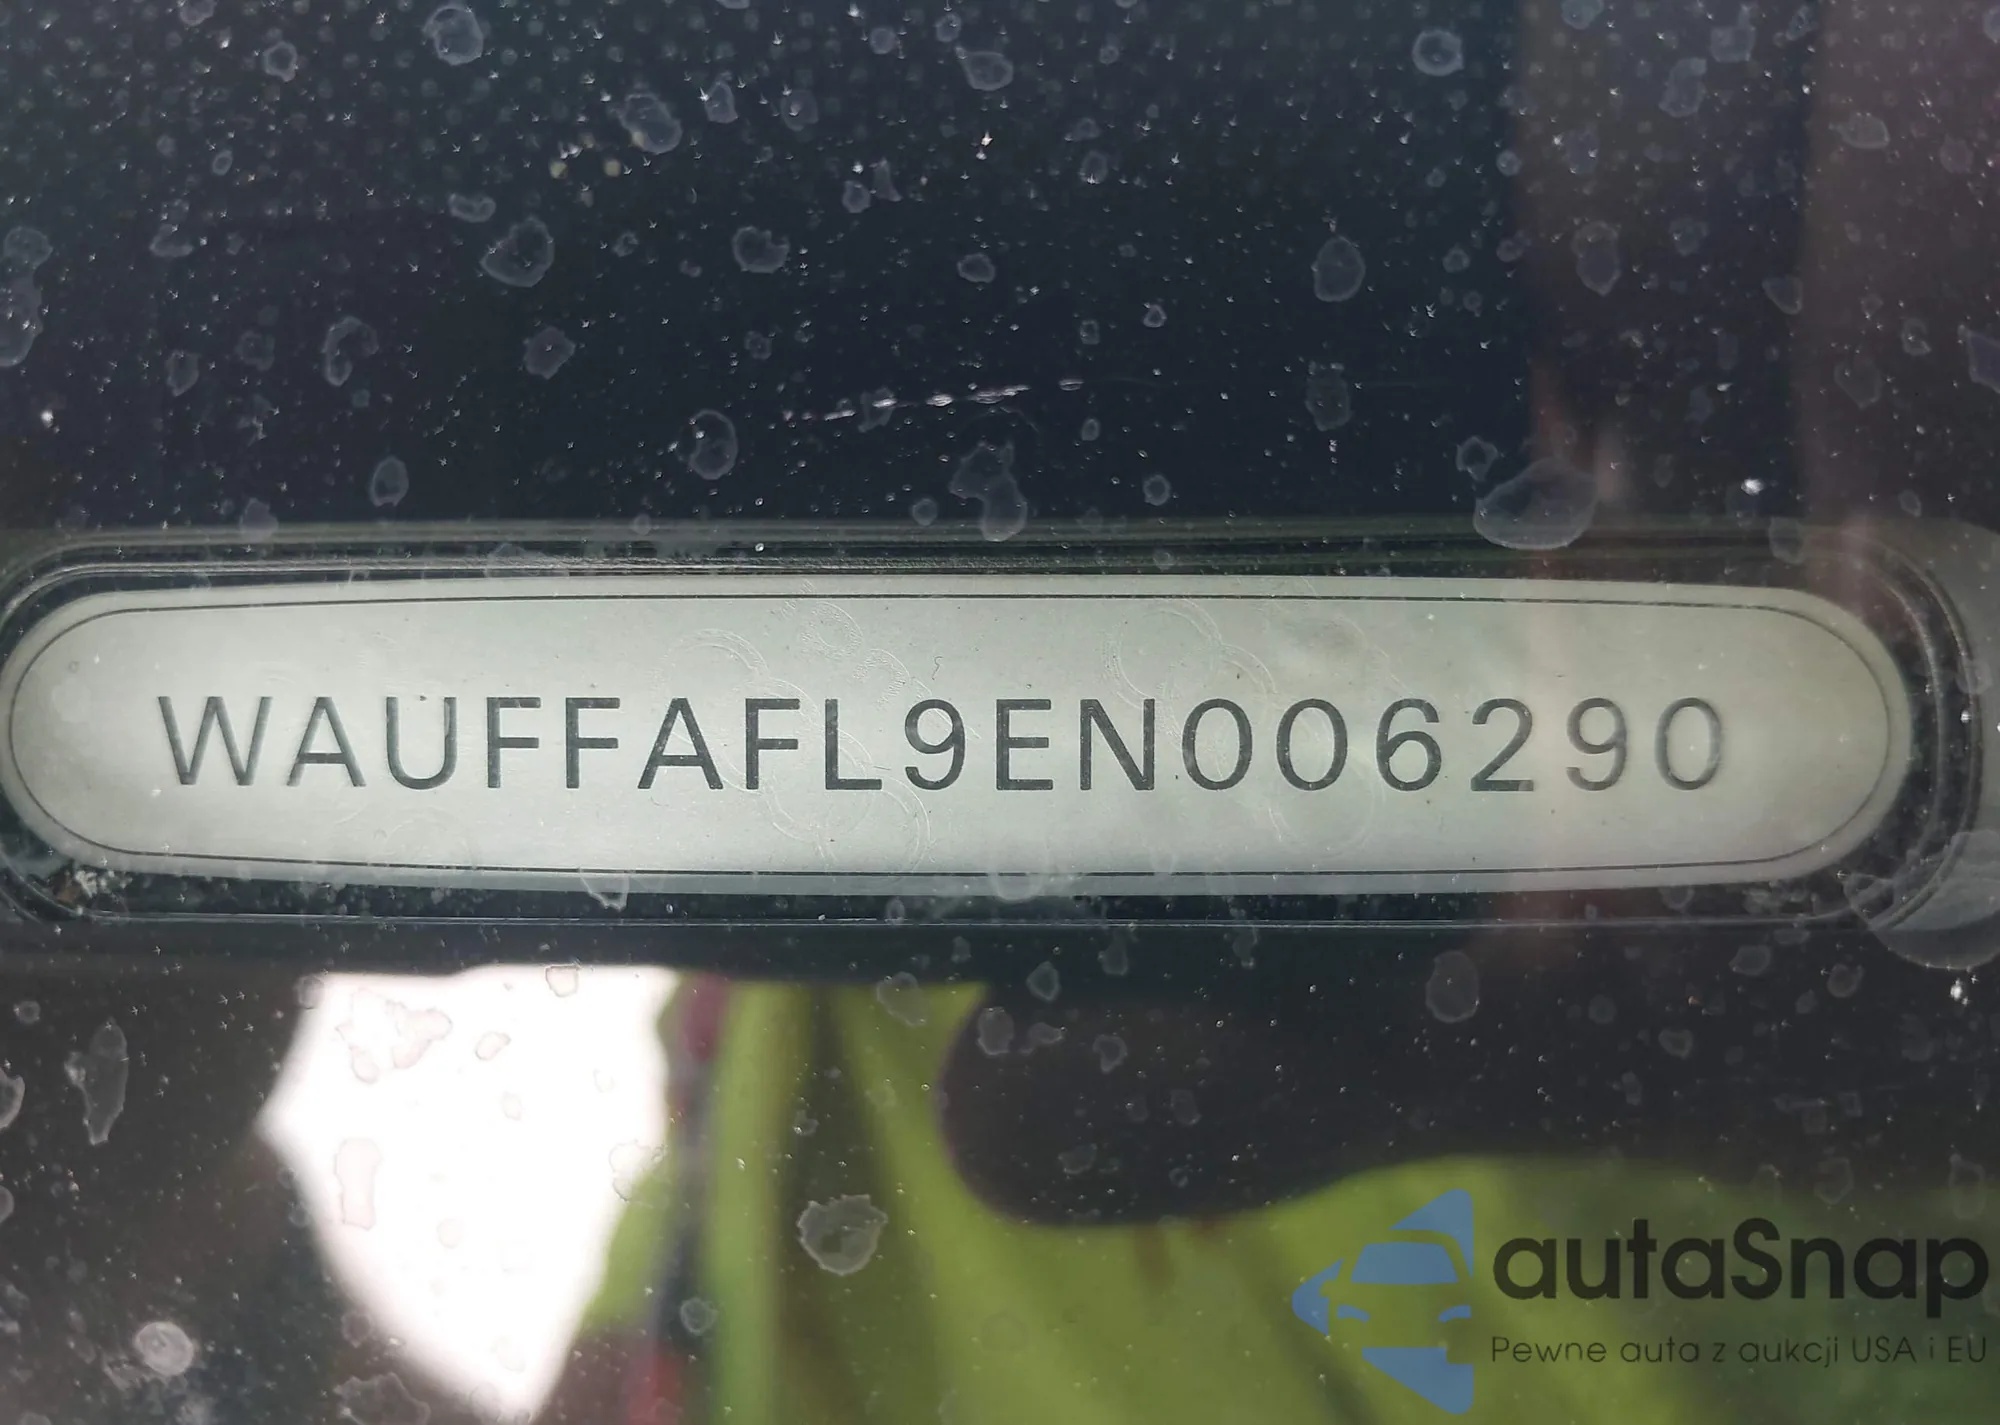 WAUFFAFL9EN006290
autaSnap
Pewne auta z aukcji USA i EU